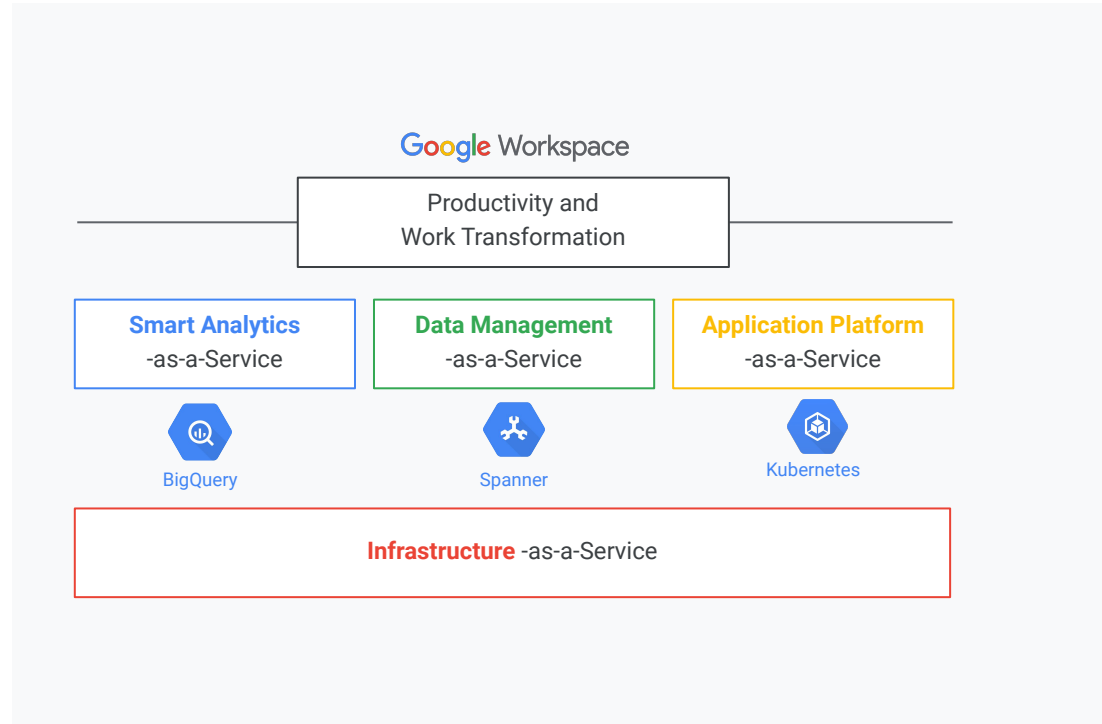 Google Workspace
Productivity and
Work Transformation
Smart Analytics
-as-a-Service
Data Management
-as-a-Service
Application Platform
-as-a-Service
BigQuery
Spanner
Kubernetes
Infrastructure -as-a-Service